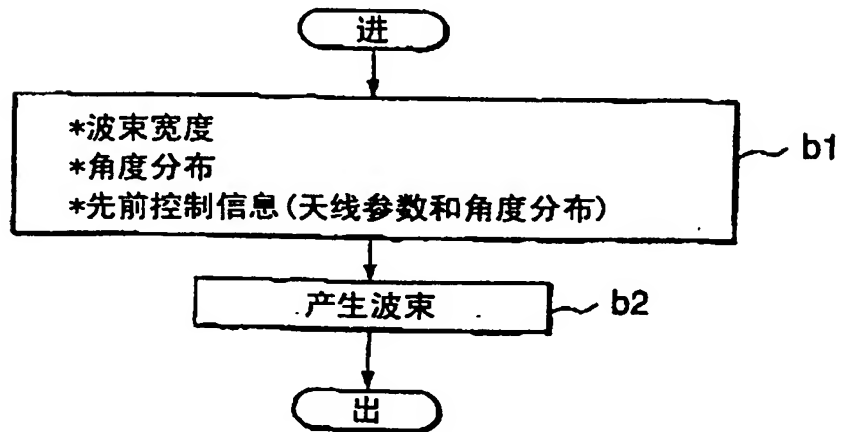 进
*波束宽度
*角度分布
*先前控制信息(天线参数和角度分布)
b1
产生波束
b2
出